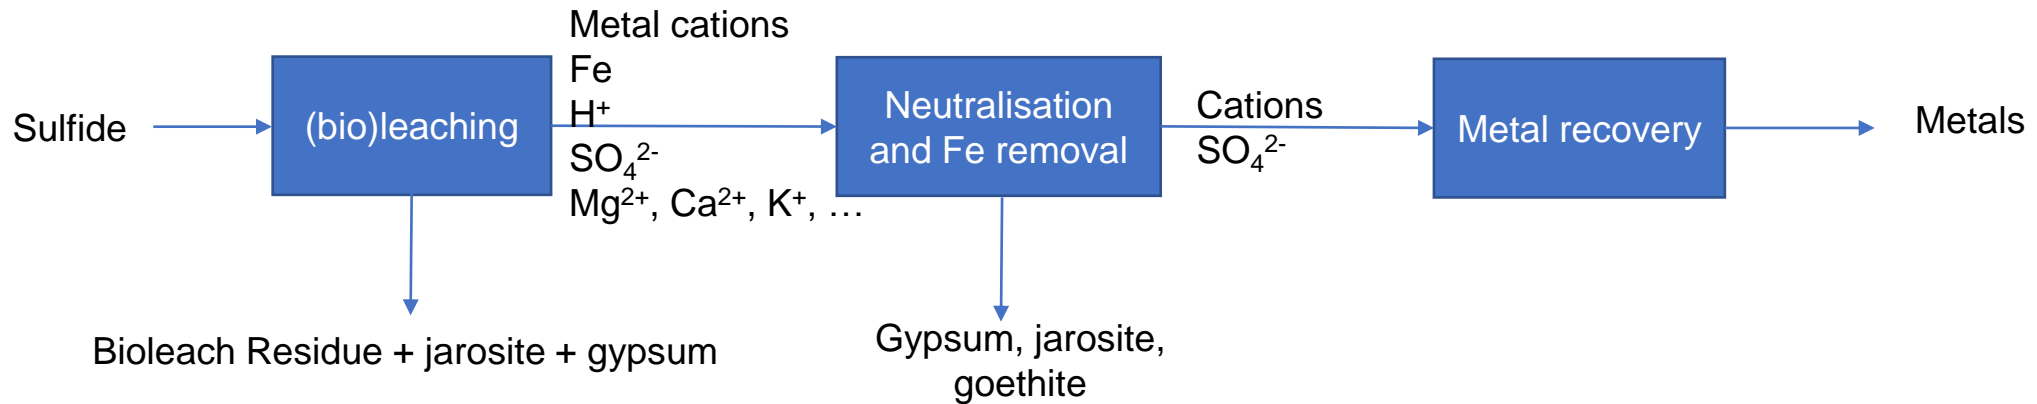 Sulfide
(bio)leaching
Metal cations
Fe
H⁺
SO₄²⁻
Mg²⁺, Ca²⁺, K⁺, …
Neutralisation
and Fe removal
Cations
SO₄²⁻
Metal recovery
Metals
Bioleach Residue + jarosite + gypsum
Gypsum, jarosite,
goethite